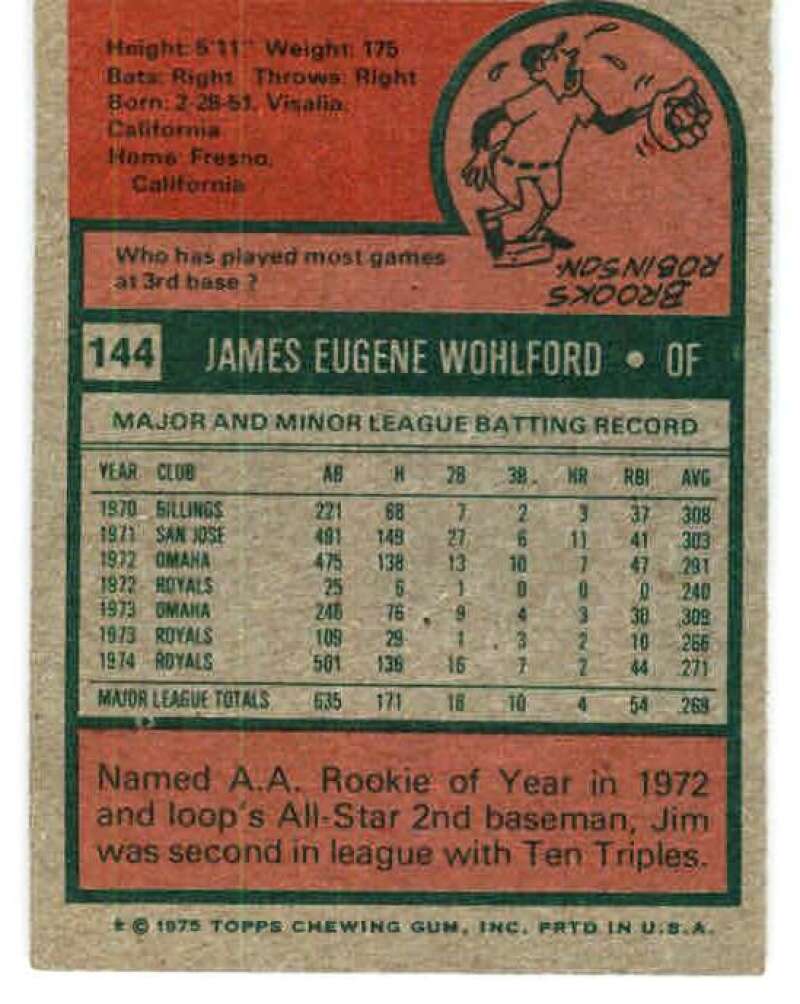 Height: 5'11" Weight: 175
Bats: Right Throws: Right
Born: 2-28-51, Visalia,
California
Home: Fresno,
California
Who has played most games
at 3rd base ?
BROOKS
ROBINSON.
144 JAMES EUGENE WOHLFORD • OF
MAJOR AND MINOR LEAGUE BATTING RECORD
YEAR CLUB AB H 2B 3B. HR RBI AVG
1970 BILLINGS 221 68 7 2 3 37 .308
1971 SAN JOSE 491 149 27 6 11 41 .303
1972 OMAHA 475 138 13 10 7 47 .291
1972 ROYALS 25 6 1 0 0 0 .240
1973 OMAHA 246 76 9 4 3 30 .309
1973 ROYALS 109 29 1 3 2 10 .266
1974 ROYALS 501 136 16 7 2 44 .271
MAJOR LEAGUE TOTALS 635 171 18 10 4 54 .269
Named A.A. Rookie of Year in 1972
and loop's All-Star 2nd baseman, Jim
was second in league with Ten Triples.
* © 1975 TOPPS CHEWING GUM, INC. PRTD IN U.S.A.